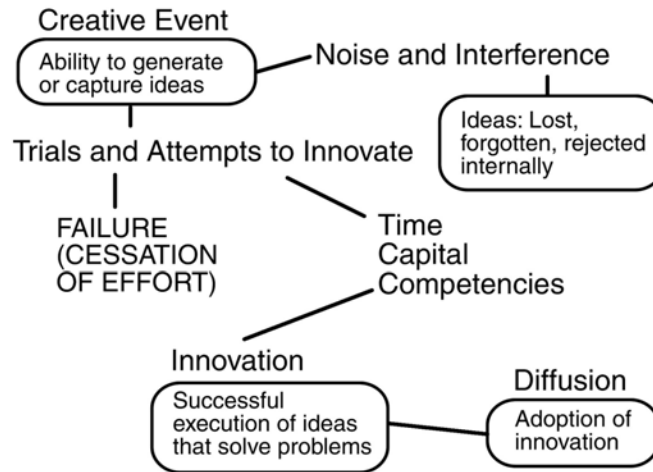 Creative Event
Ability to generate
or capture ideas
Noise and Interference
Ideas: Lost,
forgotten, rejected
internally
Trials and Attempts to Innovate
FAILURE
(CESSATION
OF EFFORT)
Time
Capital
Competencies
Innovation
Successful
execution of ideas
that solve problems
Diffusion
Adoption of
innovation